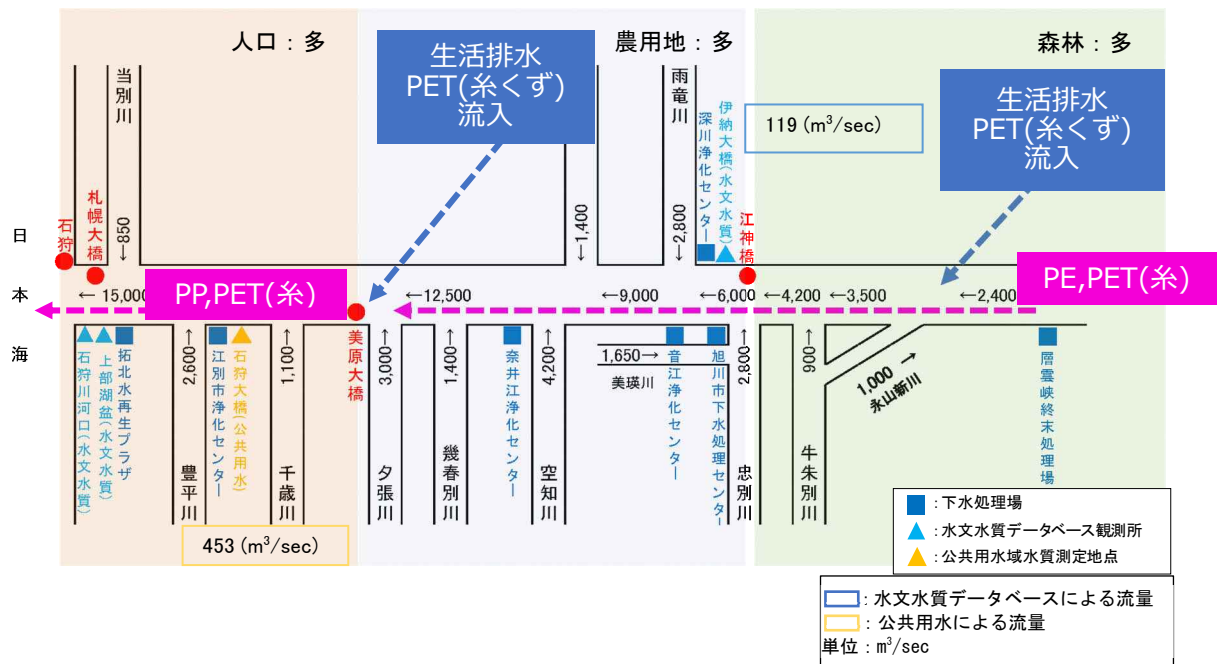 人口：多
農用地：多
森林：多
生活排水
PET(糸くず)
流入
生活排水
PET(糸くず)
流入
当別川
雨竜川
深川浄化センター
伊納大橋(水文水質)
119 (m³/sec)
札幌大橋
石狩
江神橋
←850
←1,400
←2,800
日本海
← 15,000
PP,PET(糸)
←12,500
←9,000
←6,000
←4,200
←3,500
←2,400
PE,PET(糸)
石狩川河口(水文水質)
上部湖盆(水文水質)
拓北水再生プラザ
2,600→
豊平川
江別市浄化センター
石狩大橋(公共用水)
1,100→
千歳川
美原大橋
3,000→
夕張川
1,400→
幾春別川
奈井江浄化センター
4,200→
空知川
1,650→
美瑛川
音江浄化センター
旭川市下水処理センター
2,800→
忠別川
900→
牛朱別川
1,000→
永山新川
層雲峡終末処理場
453 (m³/sec)
：下水処理場
：水文水質データベース観測所
：公共用水域水質測定地点
：水文水質データベースによる流量
：公共用水による流量
単位：m³/sec